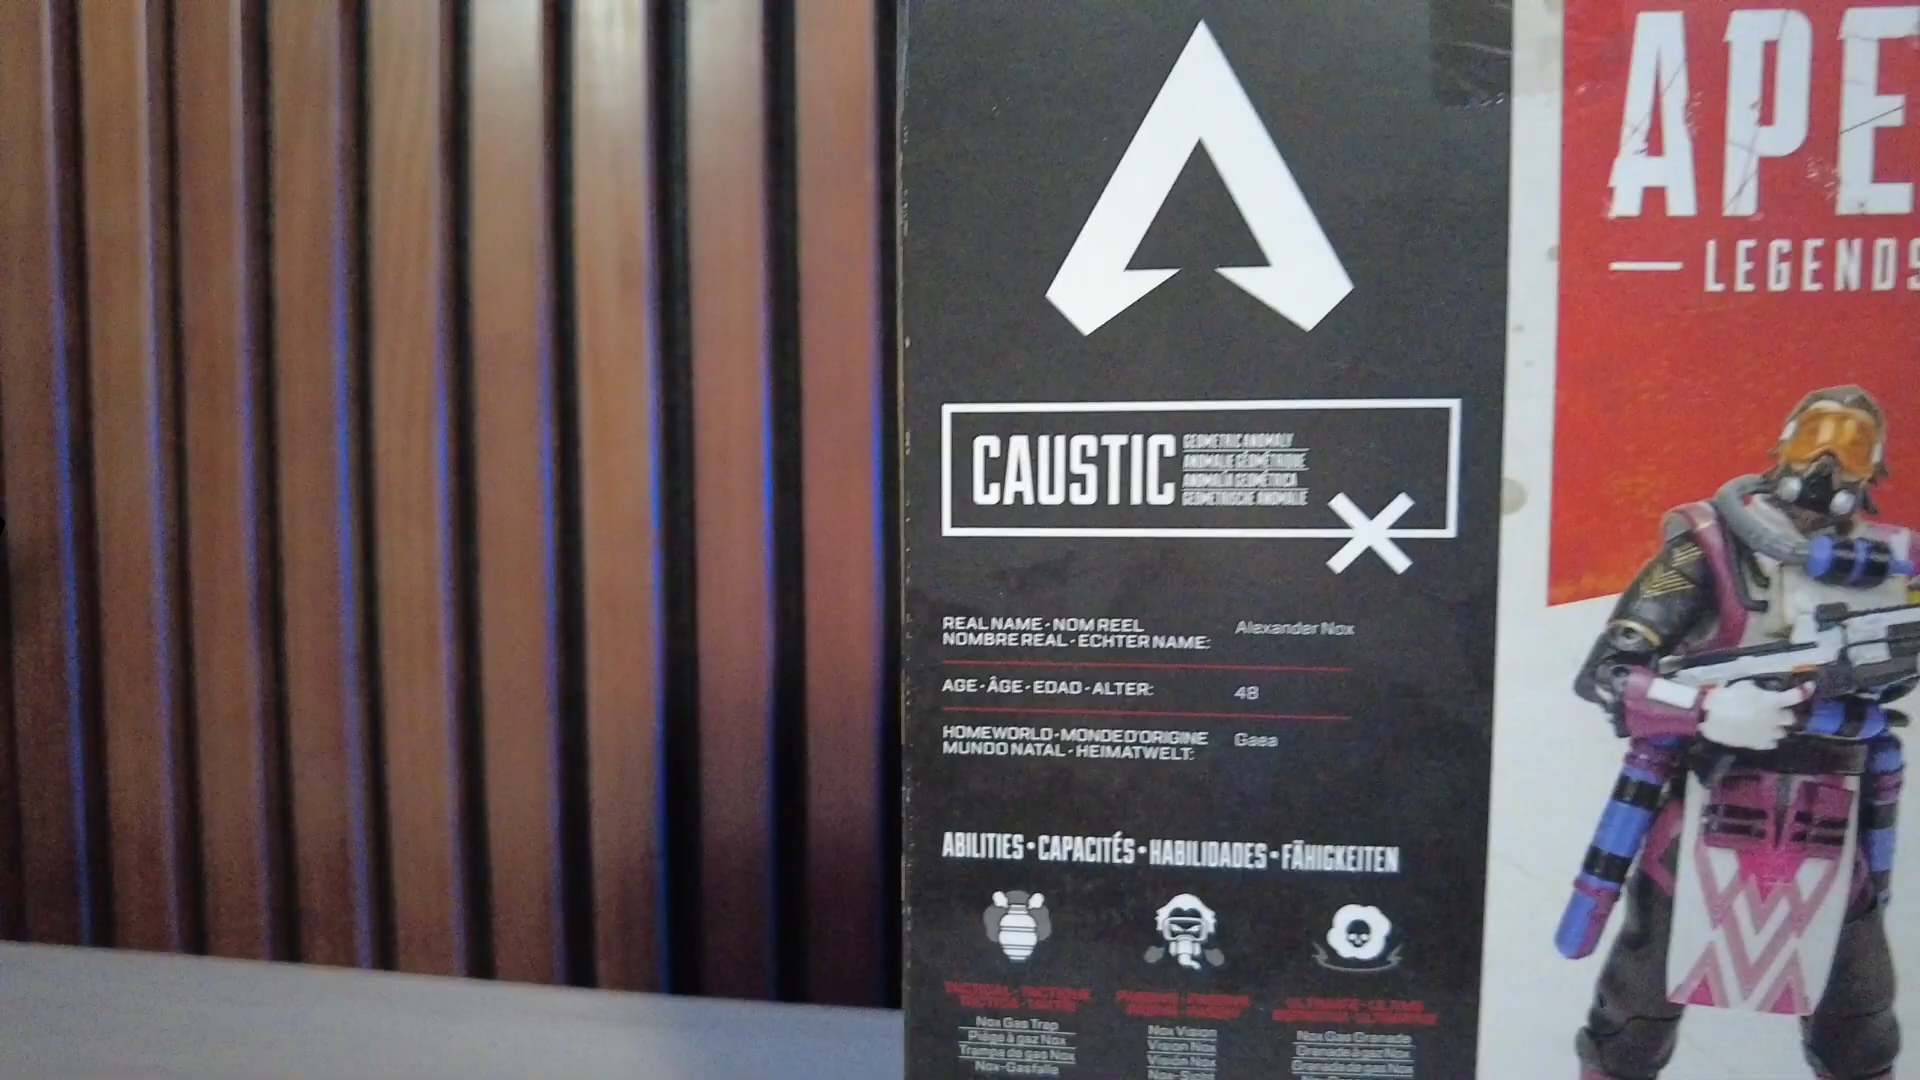 CAUSTIC
GEOMETRIC ANOMALY
ANOMALIE GÉOMÉTRIQUE
ANOMALÍA GEOMÉTRICA
GEOMETRISCHE ANOMALIE
REAL NAME • NOM REEL
NOMBRE REAL • ECHTER NAME:
Alexander Nox
AGE • ÂGE • EDAD • ALTER:
48
HOMEWORLD • MONDE D'ORIGINE
MUNDO NATAL • HEIMATWELT:
Gaea
ABILITIES • CAPACITÉS • HABILIDADES • FÄHIGKEITEN
Nox Gas Trap
Piège à gaz Nox
Trampa de gas Nox
Nox-Gasfalle
Nox Vision
Vision Nox
Visión Nox
Nox-Sicht
Nox Gas Grenade
Grenade à gaz Nox
Granada de gas Nox
APE
LEGENDS